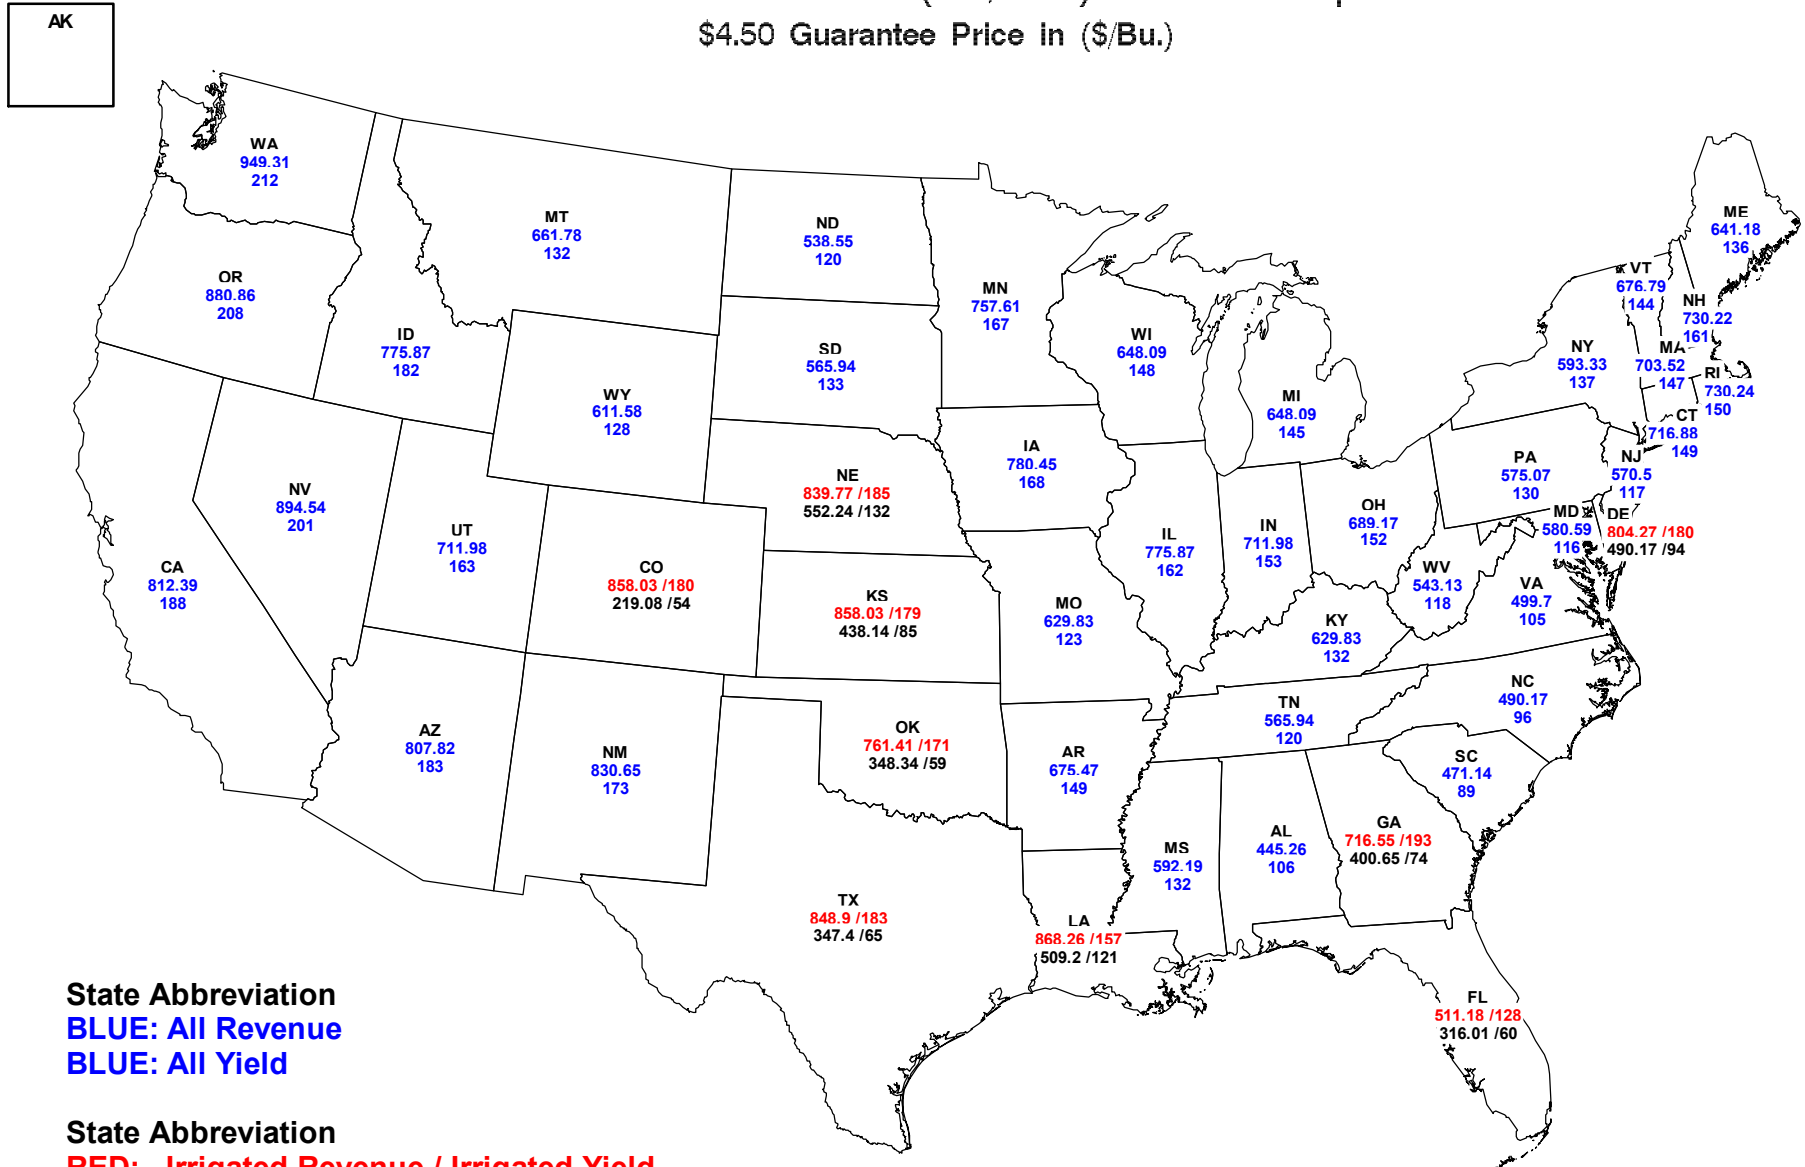 AK
$4.50 Guarantee Price in ($/Bu.)
WA
949.31
212
OR
880.86
208
CA
812.39
188
NV
894.54
201
ID
775.87
182
MT
661.78
132
WY
611.58
128
UT
711.98
163
AZ
807.82
183
CO
858.03 /180
219.08 /54
NM
830.65
173
ND
538.55
120
SD
565.94
133
NE
839.77 /185
552.24 /132
KS
858.03 /179
438.14 /85
OK
761.41 /171
348.34 /59
TX
848.9 /183
347.4 /65
MN
757.61
167
IA
780.45
168
MO
629.83
123
AR
675.47
149
LA
868.26 /157
509.2 /121
WI
648.09
148
IL
775.87
162
MS
592.19
132
MI
648.09
145
IN
711.98
153
OH
689.17
152
KY
629.83
132
TN
565.94
120
AL
445.26
106
GA
716.55 /193
400.65 /74
FL
511.18 /128
316.01 /60
SC
471.14
89
NC
490.17
96
VA
499.7
105
WV
543.13
118
MD
580.59
116
DE
804.27 /180
490.17 /94
PA
575.07
130
NJ
570.5
117
NY
593.33
137
CT
716.88
149
RI
730.24
150
MA
703.52
147
NH
730.22
161
VT
676.79
144
ME
641.18
136
State Abbreviation
BLUE: All Revenue
BLUE: All Yield
State Abbreviation
RED: Irrigated Revenue / Irrigated Yield